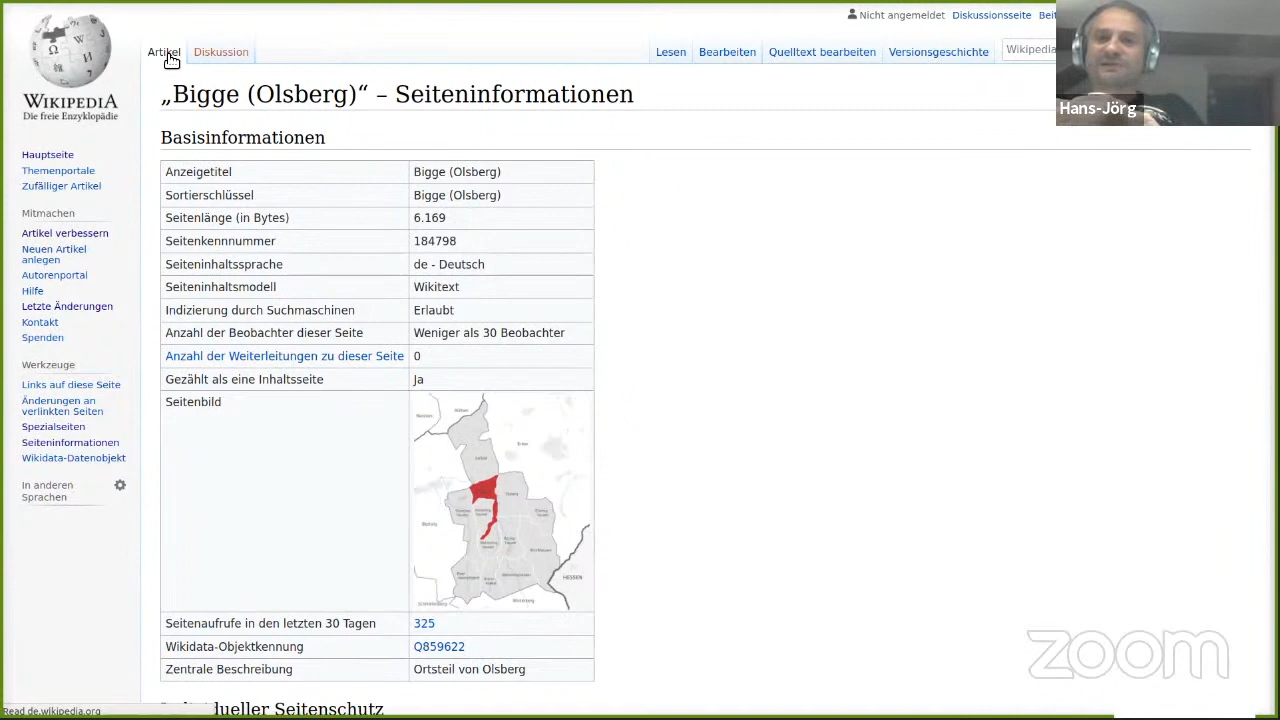 Nicht angemeldet Diskussionsseite
Artikel Diskussion Lesen Bearbeiten Quelltext bearbeiten Versionsgeschichte Wikipedia
Hans-Jörg
WIKIPEDIA
Die freie Enzyklopädie
Hauptseite
Themenportale
Zufälliger Artikel
Mitmachen
Artikel verbessern
Neuen Artikel
anlegen
Autorenportal
Hilfe
Letzte Änderungen
Kontakt
Spenden
Werkzeuge
Links auf diese Seite
Änderungen an
verlinkten Seiten
Spezialseiten
Seiteninformationen
Wikidata-Datenobjekt
In anderen
Sprachen
„Bigge (Olsberg)“ – Seiteninformationen
Basisinformationen
Anzeigetitel Bigge (Olsberg)
Sortierschlüssel Bigge (Olsberg)
Seitenlänge (in Bytes) 6.169
Seitenkennnummer 184798
Seiteninhaltssprache de - Deutsch
Seiteninhaltsmodell Wikitext
Indizierung durch Suchmaschinen Erlaubt
Anzahl der Beobachter dieser Seite Weniger als 30 Beobachter
Anzahl der Weiterleitungen zu dieser Seite 0
Gezählt als eine Inhaltsseite Ja
Seitenbild
HESSEN
Seitenaufrufe in den letzten 30 Tagen 325
Wikidata-Objektkennung Q859622
Zentrale Beschreibung Ortsteil von Olsberg
Seitenschutz
Read de.wikipedia.org
zoom